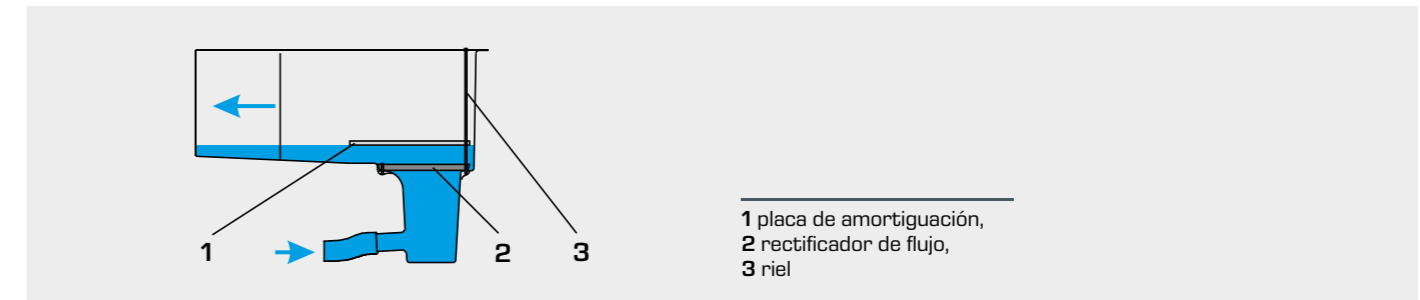 1 2 3
1 placa de amortiguación,
2 rectificador de flujo,
3 riel